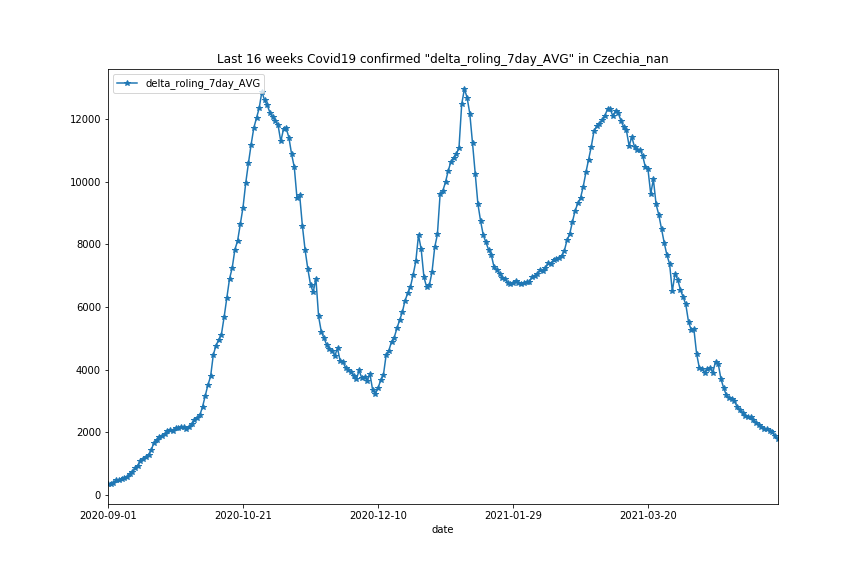 Last 16 weeks Covid19 confirmed "delta_roling_7day_AVG" in Czechia_nan
delta_roling_7day_AVG
12000
10000
8000
6000
4000
2000
0
2020-09-01 2020-10-21 2020-12-10 2021-01-29 2021-03-20
date